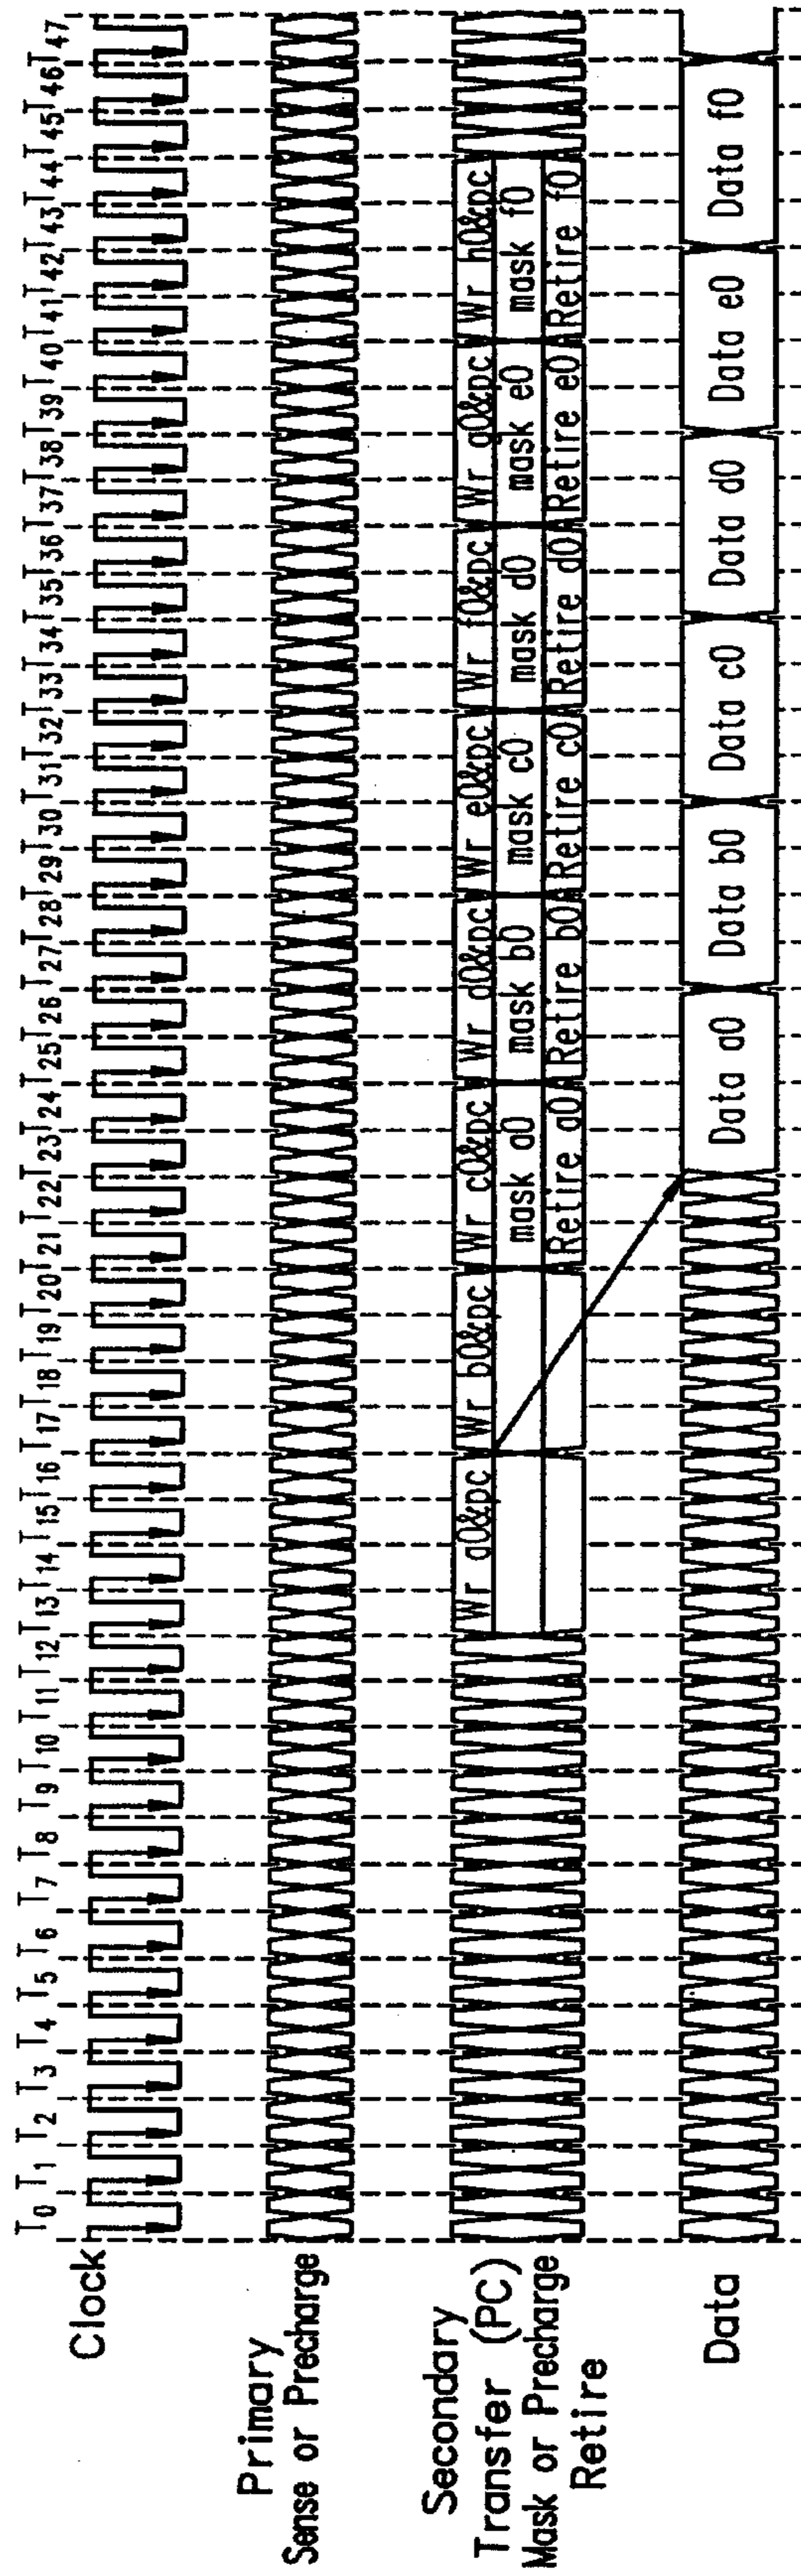 T0 T1 T2 T3 T4 T5 T6 T7 T8 T9 T10 T11 T12 T13 T14 T15 T16 T17 T18 T19 T20 T21 T22 T23 T24 T25 T26 T27 T28 T29 T30 T31 T32 T33 T34 T35 T36 T37 T38 T39 T40 T41 T42 T43 T44 T45 T46 T47
Clock
Primary
Sense or Precharge
Secondary
Transfer (PC)
Mask or Precharge
Retire
Wr a0&pc Wr b0&pc Wr c0&pc Wr d0&pc Wr e0&pc Wr f0&pc Wr g0&pc Wr h0&pc
mask a0 mask b0 mask c0 mask d0 mask e0 mask f0
Retire a0 Retire b0 Retire c0 Retire d0 Retire e0 Retire f0
Data
Data a0 Data b0 Data c0 Data d0 Data e0 Data f0